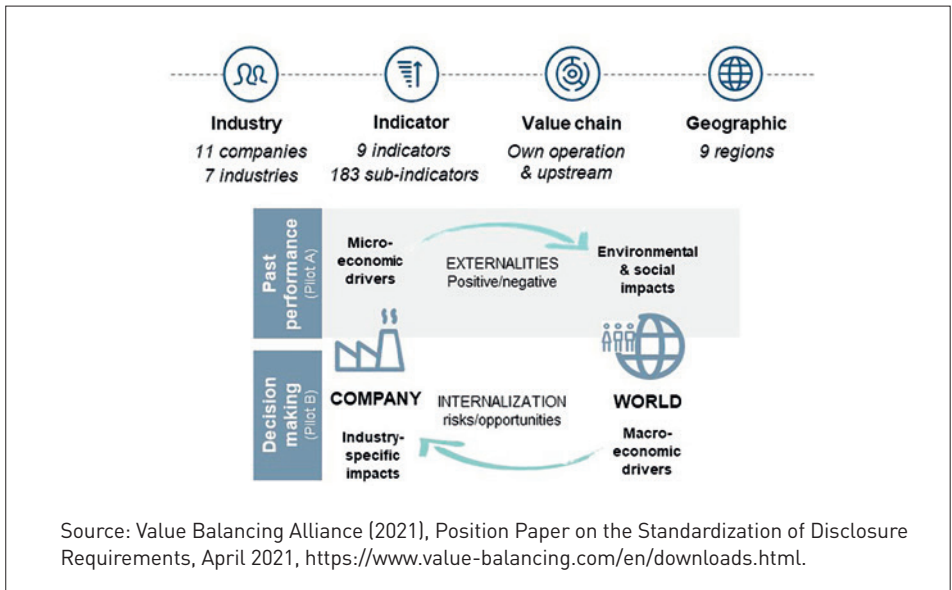 Industry
11 companies
7 industries
Indicator
9 indicators
183 sub-indicators
Value chain
Own operation
& upstream
Geographic
9 regions
Past
performance
(Pilot A)
Micro-
economic
drivers
EXTERNALITIES
Positive/negative
Environmental
& social
impacts
Decision
making
(Pilot B)
COMPANY
Industry-
specific
impacts
INTERNALIZATION
risks/opportunities
WORLD
Macro-
economic
drivers
Source: Value Balancing Alliance (2021), Position Paper on the Standardization of Disclosure
Requirements, April 2021, https://www.value-balancing.com/en/downloads.html.